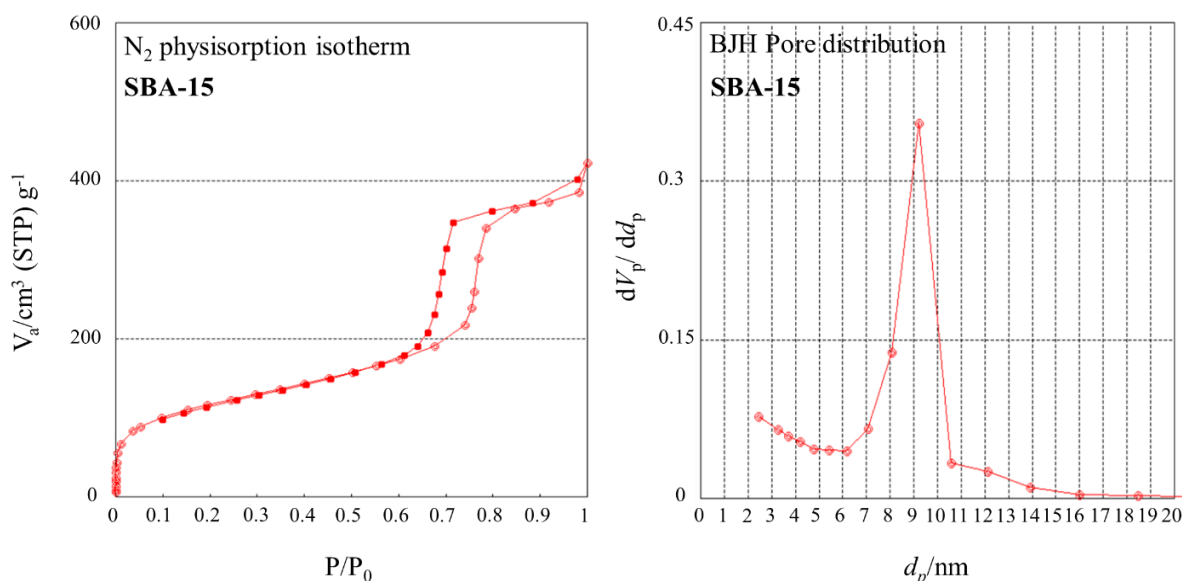 N₂ physisorption isotherm
SBA-15
600
400
200
0
Vₐ/cm³ (STP) g⁻¹
0 0.1 0.2 0.3 0.4 0.5 0.6 0.7 0.8 0.9 1
P/P₀
BJH Pore distribution
SBA-15
0.45
0.3
0.15
0
dVₚ/ ddₚ
1 2 3 4 5 6 7 8 9 10 11 12 13 14 15 16 17 18 19 20
dₚ/nm